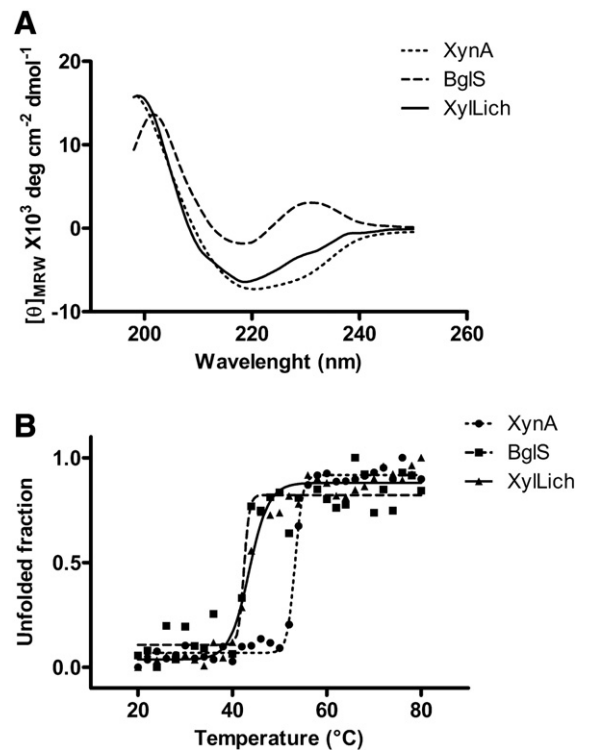 A
XynA
BglS
XylLich
[θ]MRW X10³ deg cm⁻² dmol⁻¹
20
10
0
-10
200
220
240
260
Wavelenght (nm)
B
XynA
BglS
XylLich
Unfolded fraction
1.0
0.5
0.0
20
40
60
80
Temperature (°C)